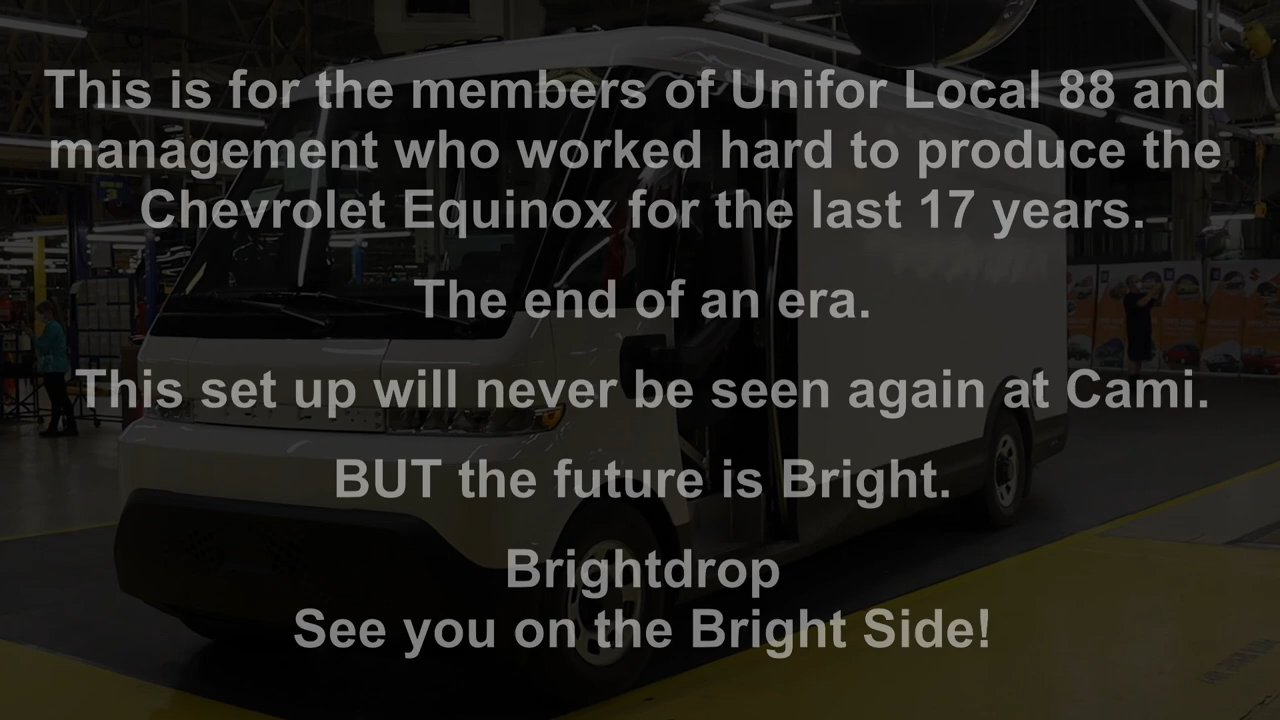 This is for the members of Unifor Local 88 and
management who worked hard to produce the
Chevrolet Equinox for the last 17 years.
The end of an era.
This set up will never be seen again at Cami.
BUT the future is Bright.
Brightdrop
See you on the Bright Side!